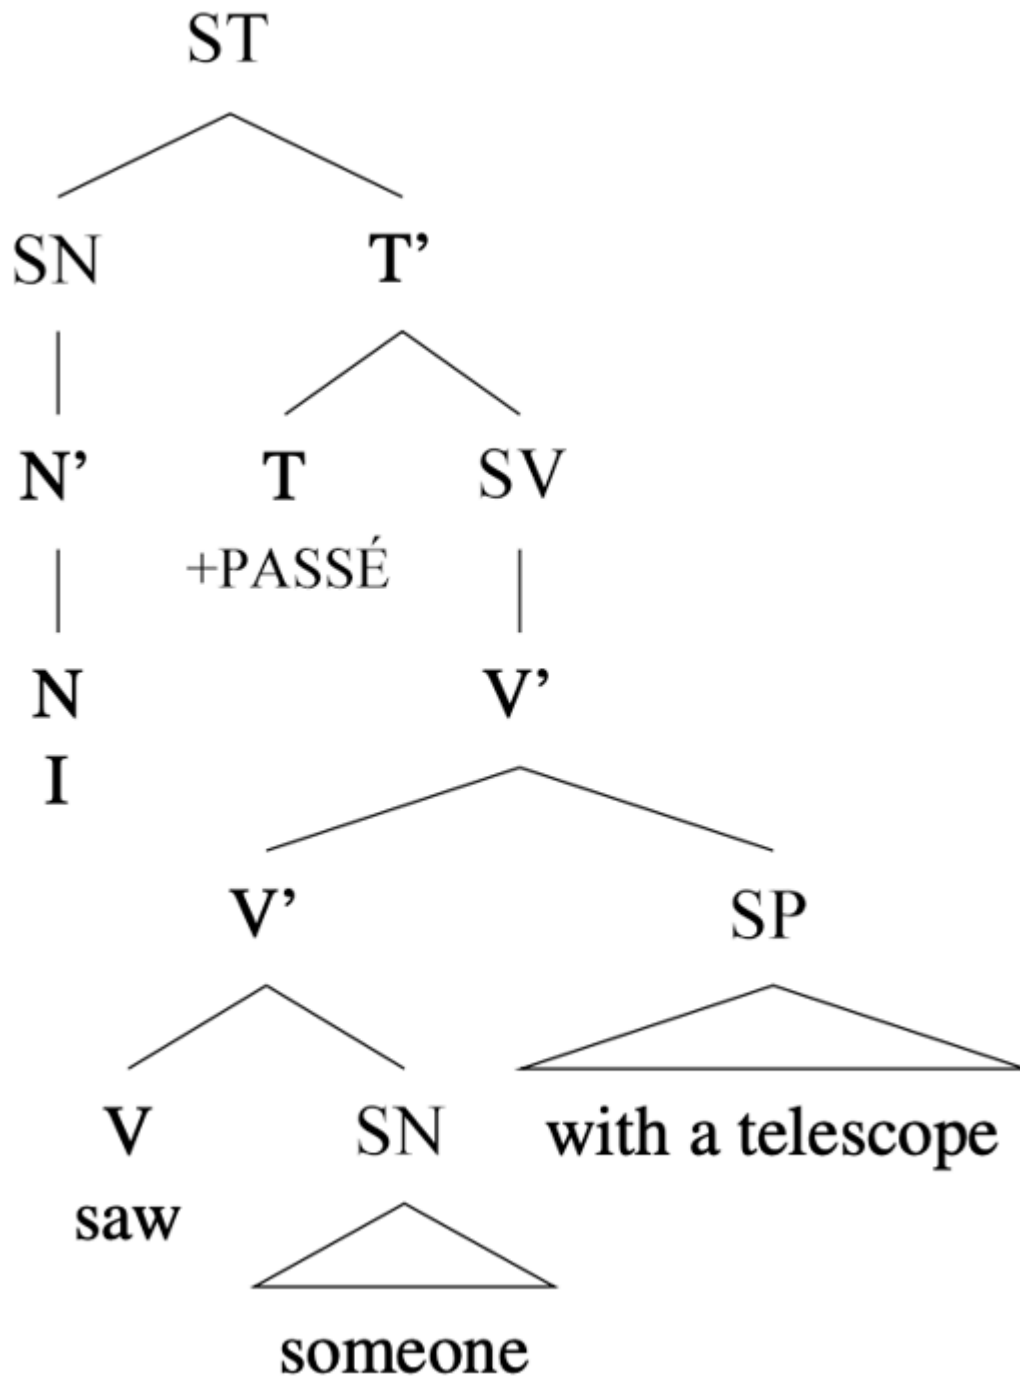 ST
SN T’
N’ T SV
+PASSÉ
N V’
I
V’ SP
V SN with a telescope
saw
someone